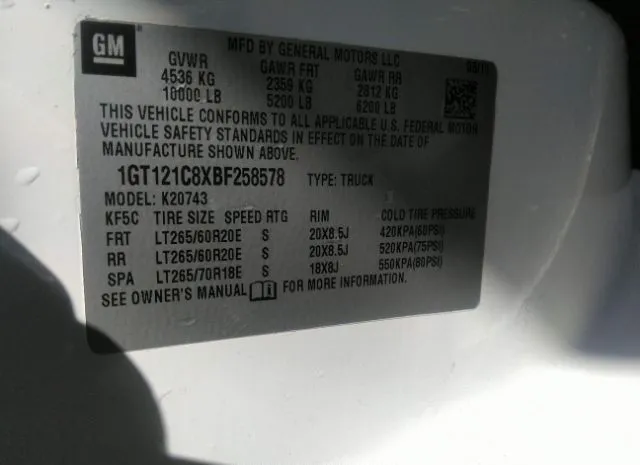 GM
MFD BY GENERAL MOTORS LLC
GVWR GAWR FRT GAWR RR
4536 KG 2359 KG 2812 KG
10000 LB 5200 LB 6200 LB
THIS VEHICLE CONFORMS TO ALL APPLICABLE U.S. FEDERAL MOTOR
VEHICLE SAFETY STANDARDS IN EFFECT ON THE DATE OF
MANUFACTURE SHOWN ABOVE.
1GT121C8XBF258578 TYPE: TRUCK
MODEL: K20743
KF5C TIRE SIZE SPEED RTG RIM COLD TIRE PRESSURE
FRT LT265/60R20E S 20X8.5J 420KPA(60PSI)
RR LT265/60R20E S 20X8.5J 520KPA(75PSI)
SPA LT265/70R18E S 18X8J 550KPA(80PSI)
SEE OWNER'S MANUAL FOR MORE INFORMATION.